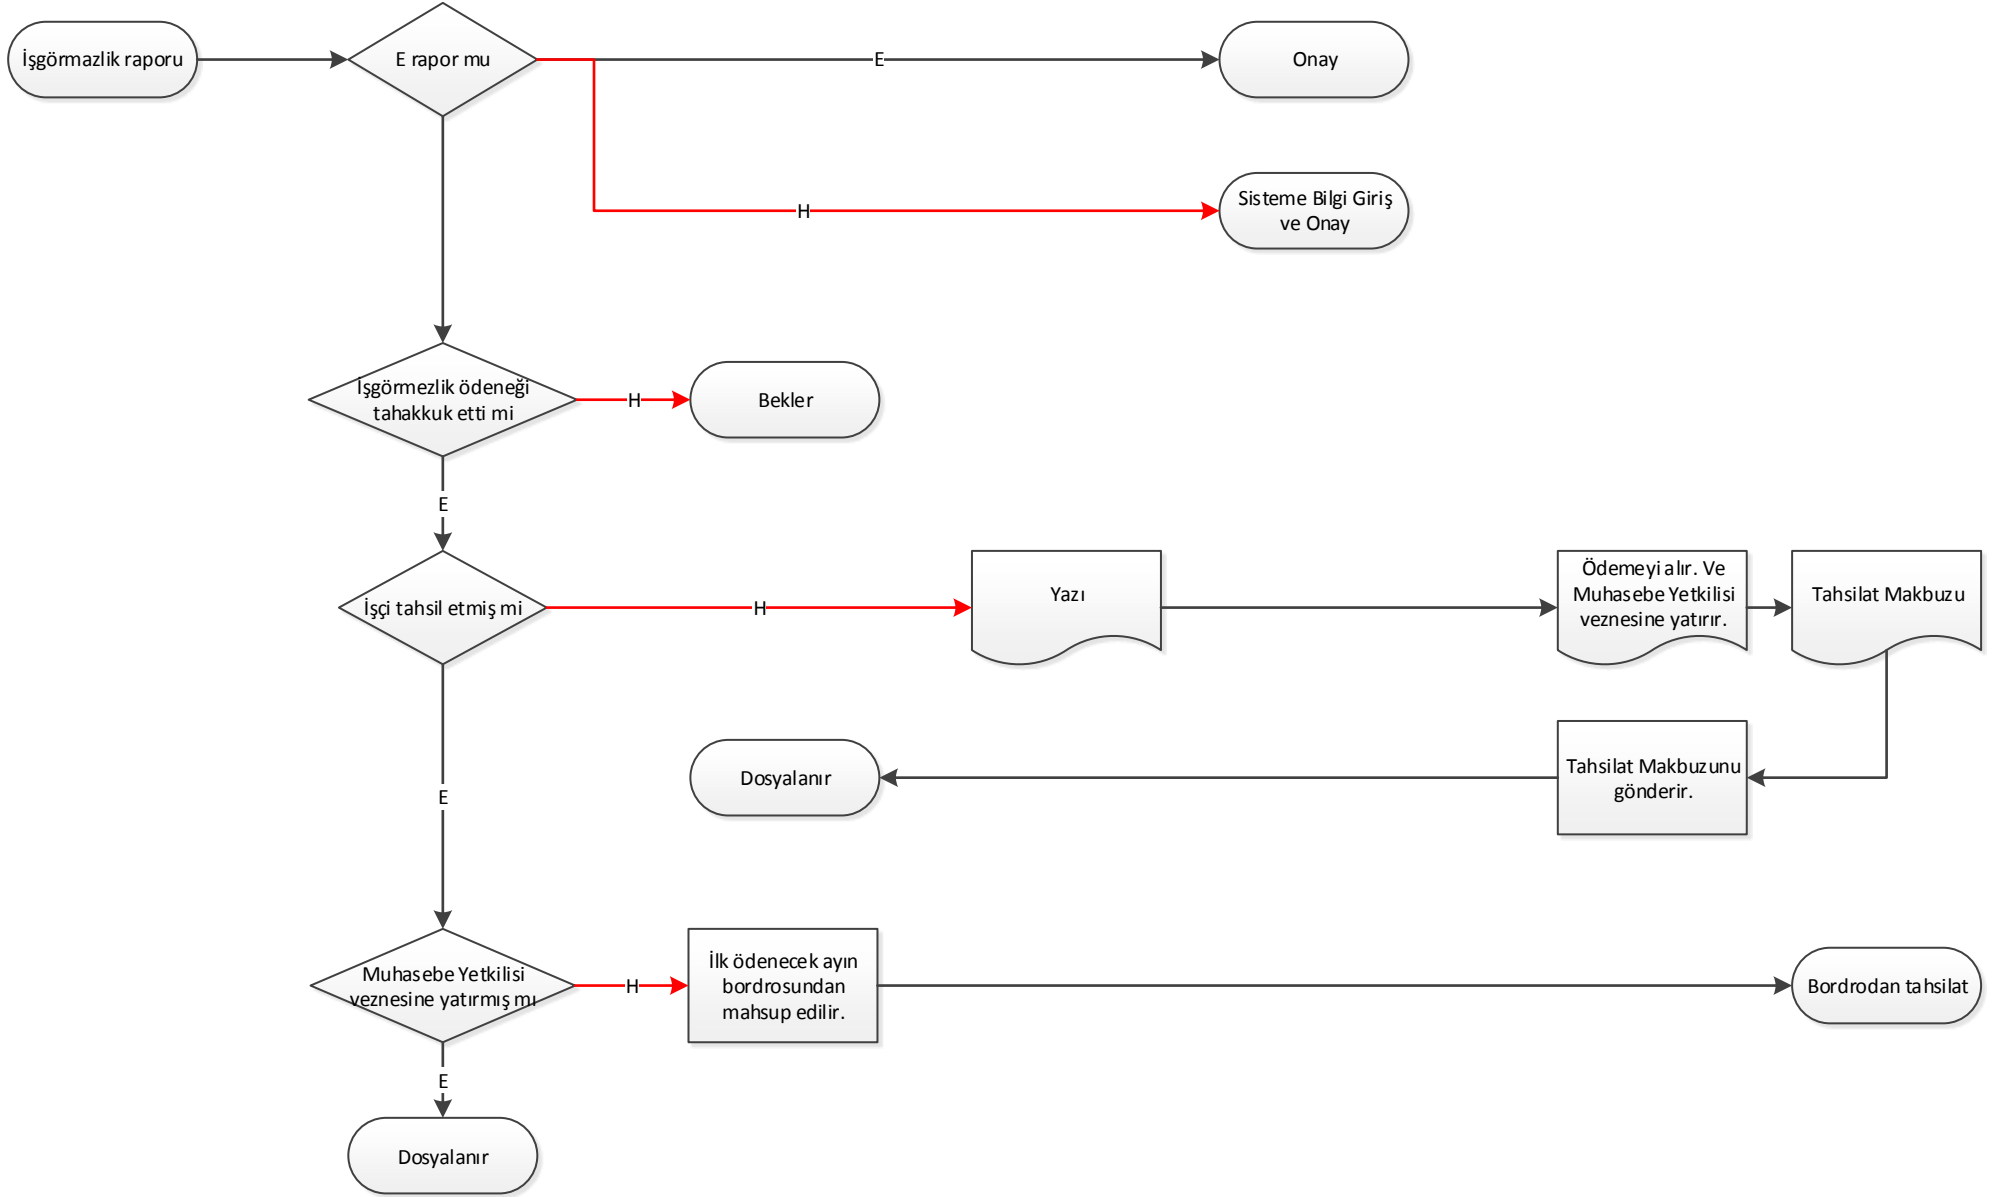 İşgörmazlik raporu
E rapor mu
E
Onay
H
Sisteme Bilgi Giriş
ve Onay
İşgörmezlik ödeneği
tahakkuk etti mi
H
Bekler
E
İşçi tahsil etmiş mi
H
Yazı
Ödemeyi alır. Ve
Muhasebe Yetkilisi
veznesine yatırır.
Tahsilat Makbuzu
Tahsilat Makbuzunu
gönderir.
Dosyalanır
E
Muhasebe Yetkilisi
veznesine yatırmış mı
H
İlk ödenecek ayın
bordrosundan
mahsup edilir.
Bordrodan tahsilat
E
Dosyalanır